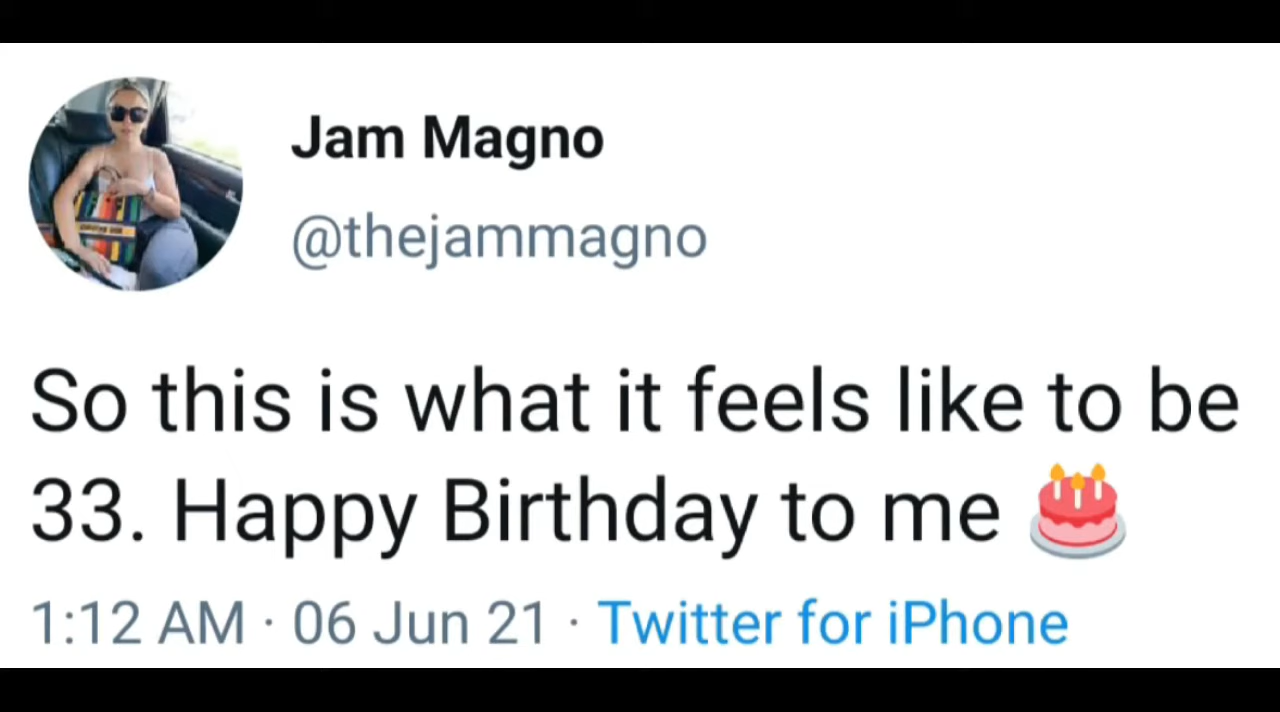 Jam Magno
@thejammagno
So this is what it feels like to be
33. Happy Birthday to me 🎂
1:12 AM · 06 Jun 21 · Twitter for iPhone